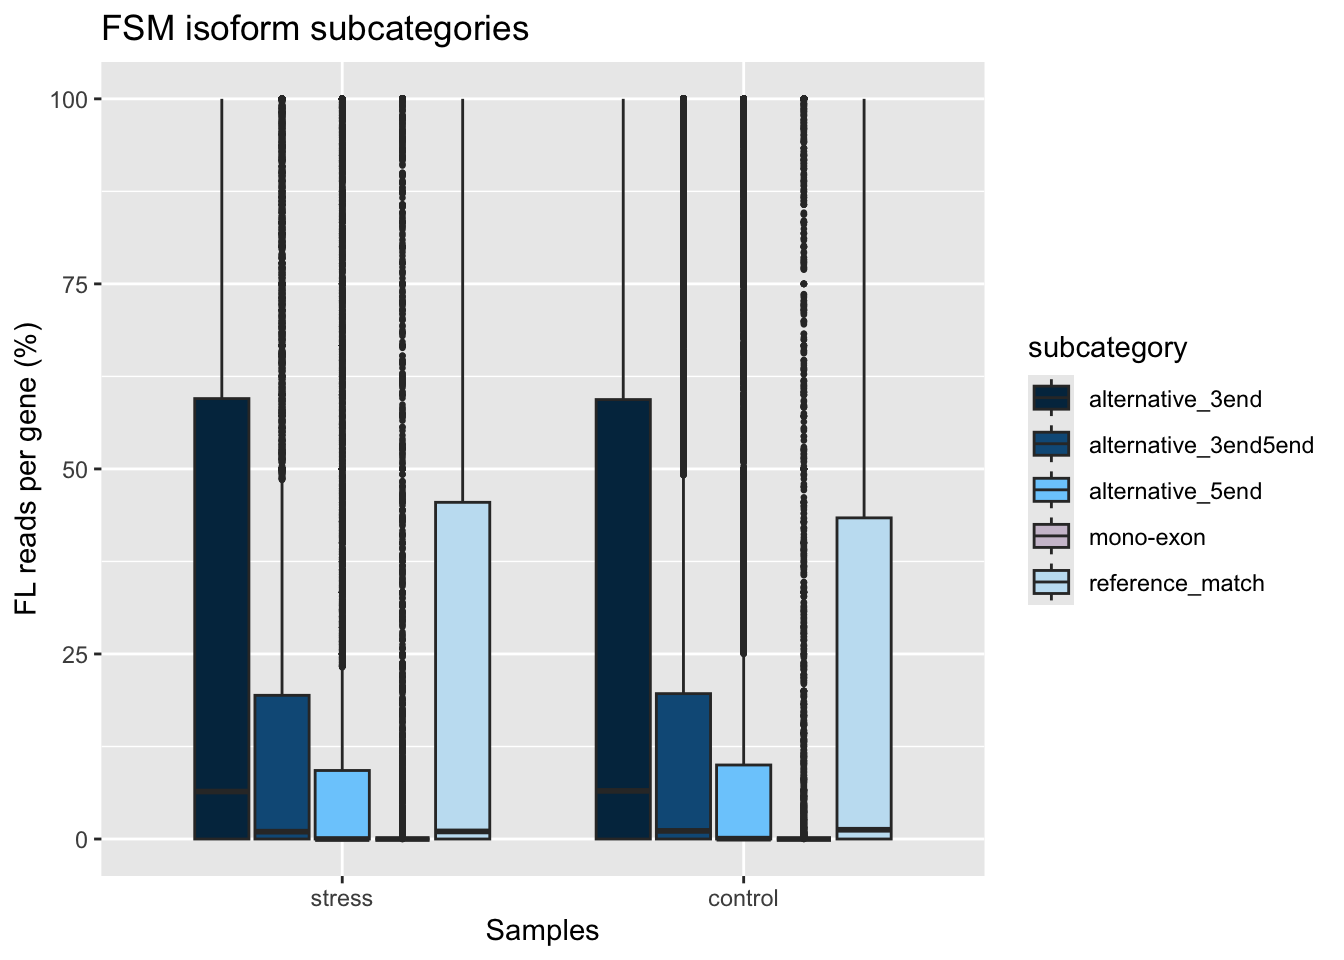 FSM isoform subcategories
FL reads per gene (%)
100
75
50
25
0
stress
control
Samples
subcategory
alternative_3end
alternative_3end5end
alternative_5end
mono-exon
reference_match